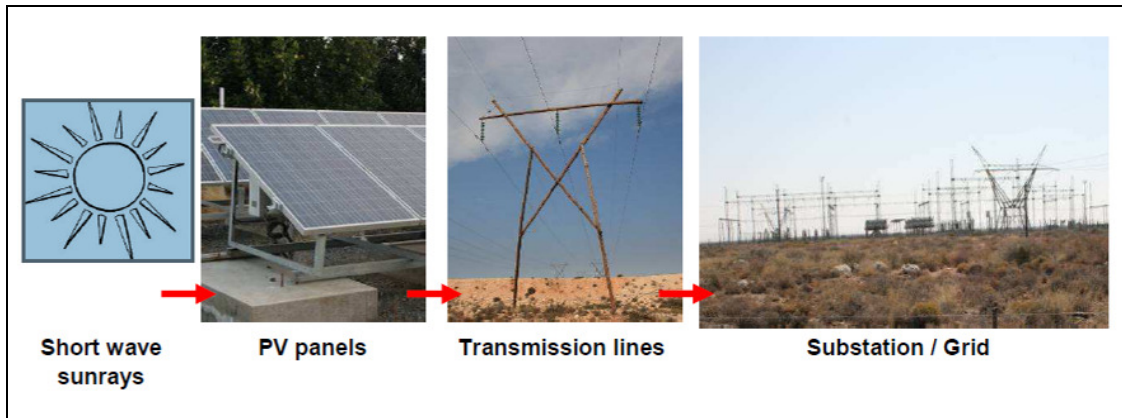 Short wave
sunrays
PV panels
Transmission lines
Substation / Grid